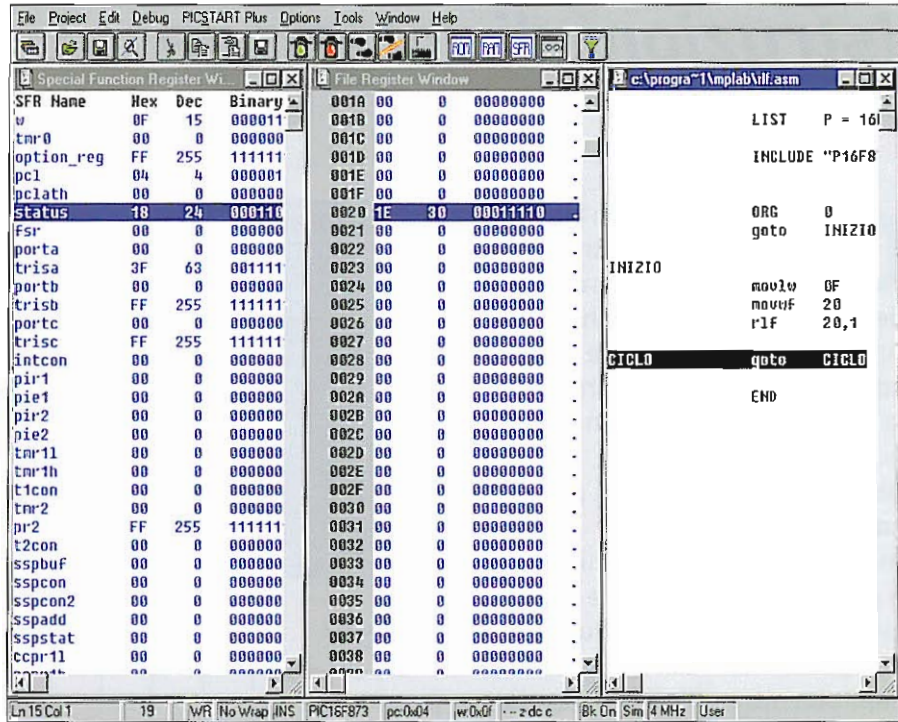 File Project Edit Debug PICSTART Plus Options Tools Window Help
ROM RAM SFR
Special Function Register Wi...
SFR Name Hex Dec Binary
w 0F 15 000011
tmr0 00 0 000000
option_reg FF 255 111111
pcl 04 4 000001
pclath 00 0 000000
status 18 24 000110
fsr 00 0 000000
porta 00 0 000000
trisa 3F 63 001111
portb 00 0 000000
trisb FF 255 111111
portc 00 0 000000
trisc FF 255 111111
intcon 00 0 000000
pir1 00 0 000000
pie1 00 0 000000
pir2 00 0 000000
pie2 00 0 000000
tmr1l 00 0 000000
tmr1h 00 0 000000
t1con 00 0 000000
tmr2 00 0 000000
pr2 FF 255 111111
t2con 00 0 000000
sspbuf 00 0 000000
sspcon 00 0 000000
sspcon2 00 0 000000
sspadd 00 0 000000
sspstat 00 0 000000
ccpr1l 00 0 000000
File Register Window
001A 00 0 00000000 .
001B 00 0 00000000 .
001C 00 0 00000000 .
001D 00 0 00000000 .
001E 00 0 00000000 .
001F 00 0 00000000 .
0020 1E 30 00011110 .
0021 00 0 00000000 .
0022 00 0 00000000 .
0023 00 0 00000000 .
0024 00 0 00000000 .
0025 00 0 00000000 .
0026 00 0 00000000 .
0027 00 0 00000000 .
0028 00 0 00000000 .
0029 00 0 00000000 .
002A 00 0 00000000 .
002B 00 0 00000000 .
002C 00 0 00000000 .
002D 00 0 00000000 .
002E 00 0 00000000 .
002F 00 0 00000000 .
0030 00 0 00000000 .
0031 00 0 00000000 .
0032 00 0 00000000 .
0033 00 0 00000000 .
0034 00 0 00000000 .
0035 00 0 00000000 .
0036 00 0 00000000 .
0037 00 0 00000000 .
0038 00 0 00000000 .
c:\progra~1\mplab\rlf.asm
LIST P = 16
INCLUDE "P16F8
ORG 0
goto INIZIO
INIZIO
movlw 0F
movwf 20
rlf 20,1
CICLO goto CICLO
END
Ln 15 Col 1 19 WR No Wrap INS PIC16F873 pc:0x04 w:0x0f -- z dc c Bk On Sim 4 MHz User